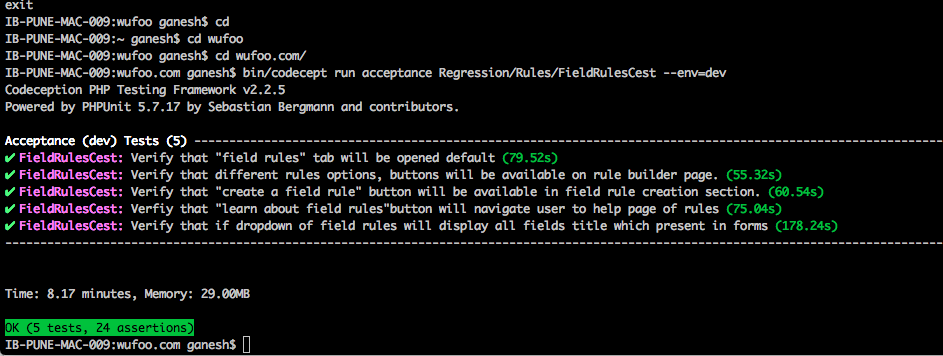 exit
IB-PUNE-MAC-009:wufoo ganesh$ cd
IB-PUNE-MAC-009:~ ganesh$ cd wufoo
IB-PUNE-MAC-009:wufoo ganesh$ cd wufoo.com/
IB-PUNE-MAC-009:wufoo.com ganesh$ bin/codecept run acceptance Regression/Rules/FieldRulesCest --env=dev
Codeception PHP Testing Framework v2.2.5
Powered by PHPUnit 5.7.17 by Sebastian Bergmann and contributors.
Acceptance (dev) Tests (5) ------------------------------------------------------------------------------------------------
✔ FieldRulesCest: Verify that "field rules" tab will be opened default (79.52s)
✔ FieldRulesCest: Verify that different rules options, buttons will be available on rule builder page. (55.32s)
✔ FieldRulesCest: Verify that "create a field rule" button will be available in field rule creation section. (60.54s)
✔ FieldRulesCest: Verfiy that "learn about field rules"button will navigate user to help page of rules (75.04s)
✔ FieldRulesCest: Verify that if dropdown of field rules will display all fields title which present in forms (178.24s)
---------------------------------------------------------------------------------------------------------------------------
Time: 8.17 minutes, Memory: 29.00MB
OK (5 tests, 24 assertions)
IB-PUNE-MAC-009:wufoo.com ganesh$